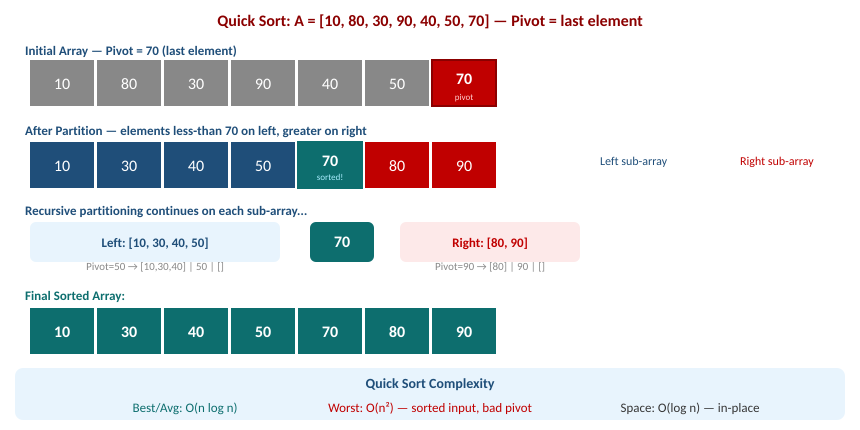 Quick Sort: A = [10, 80, 30, 90, 40, 50, 70] — Pivot = last element
Initial Array — Pivot = 70 (last element)
10 80 30 90 40 50 70
pivot
After Partition — elements less-than 70 on left, greater on right
10 30 40 50 70 80 90
sorted!
Left sub-array Right sub-array
Recursive partitioning continues on each sub-array...
Left: [10, 30, 40, 50] 70 Right: [80, 90]
Pivot=50 → [10,30,40] | 50 | [] Pivot=90 → [80] | 90 | []
Final Sorted Array:
10 30 40 50 70 80 90
Quick Sort Complexity
Best/Avg: O(n log n) Worst: O(n²) — sorted input, bad pivot Space: O(log n) — in-place